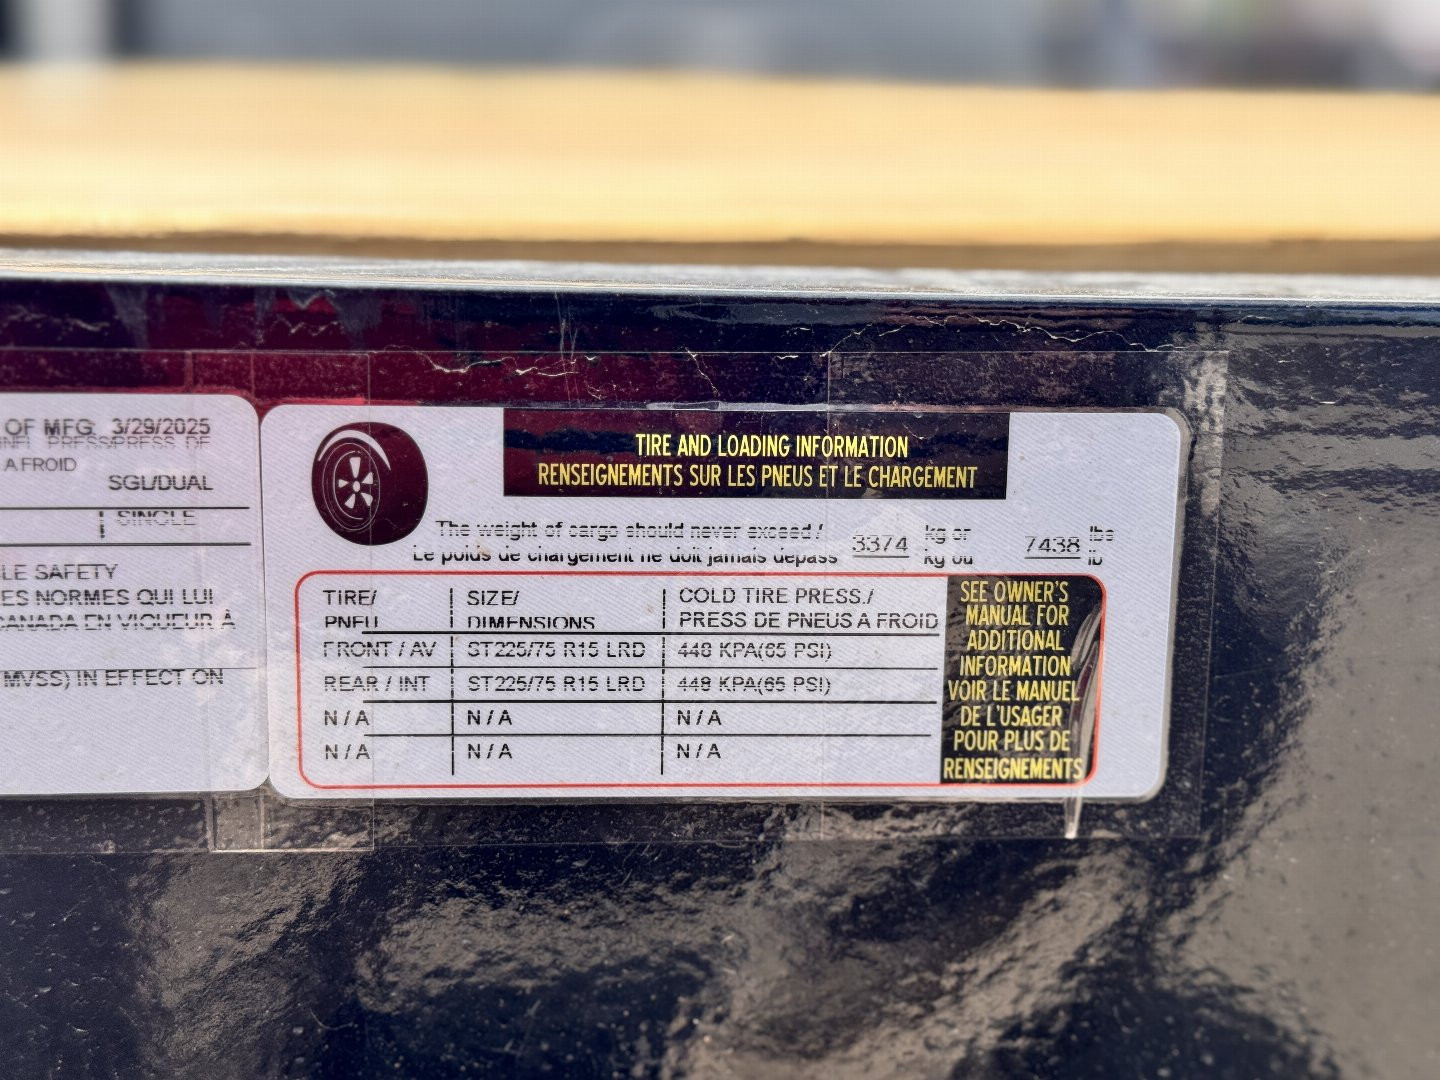 OF MFG. 3/29/2025
PRESS/PRESS DE
A FROID
SGL/DUAL
SINGLE
LE SAFETY
ES NORMES QUI LUI
CANADA EN VIGUEUR À
MVSS) IN EFFECT ON
TIRE AND LOADING INFORMATION
RENSEIGNEMENTS SUR LES PNEUS ET LE CHARGEMENT
The weight of cargo should never exceed / 3374 kg or 7438 lbs
Le poids de chargement ne doit jamais depass kg ou lb
TIRE/ SIZE/ COLD TIRE PRESS./
PNEU DIMENSIONS PRESS DE PNEUS A FROID
FRONT / AV ST225/75 R15 LRD 448 KPA(65 PSI)
REAR / INT ST225/75 R15 LRD 448 KPA(65 PSI)
N / A N / A N / A
N / A N / A N / A
SEE OWNER'S
MANUAL FOR
ADDITIONAL
INFORMATION
VOIR LE MANUEL
DE L'USAGER
POUR PLUS DE
RENSEIGNEMENTS